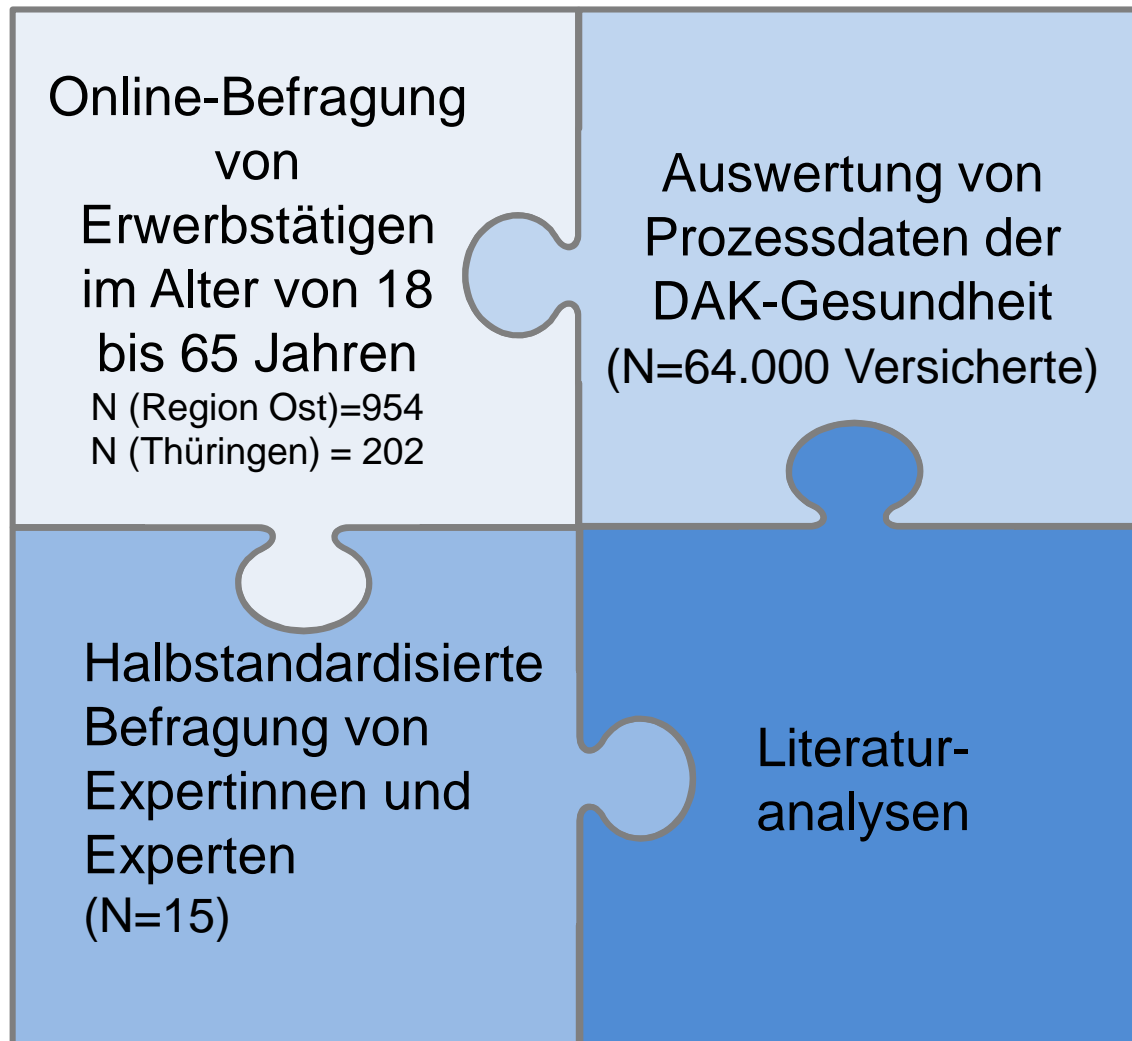 Online-Befragung
von
Erwerbstätigen
im Alter von 18
bis 65 Jahren
N (Region Ost)=954
N (Thüringen) = 202
Auswertung von
Prozessdaten der
DAK-Gesundheit
(N=64.000 Versicherte)
Halbstandardisierte
Befragung von
Expertinnen und
Experten
(N=15)
Literatur-
analysen